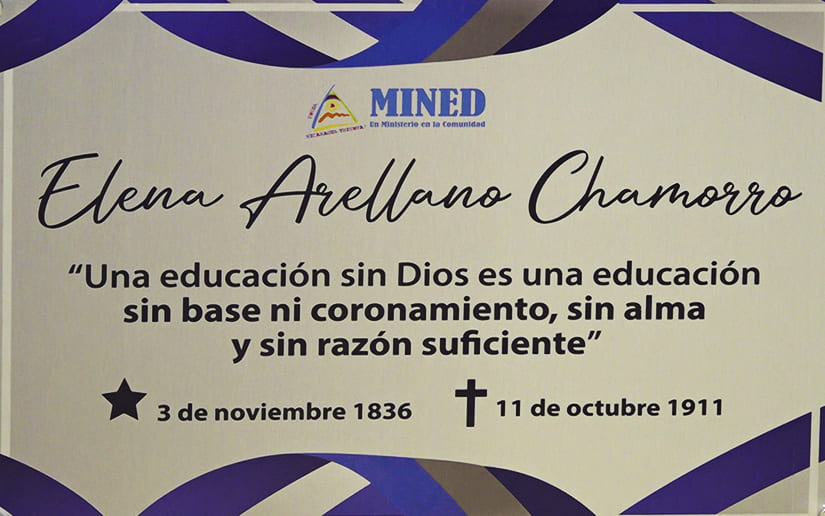 MINED
Un Ministerio en la Comunidad
Elena Arellano Chamorro
“Una educación sin Dios es una educación
sin base ni coronamiento, sin alma
y sin razón suficiente”
3 de noviembre 1836
11 de octubre 1911